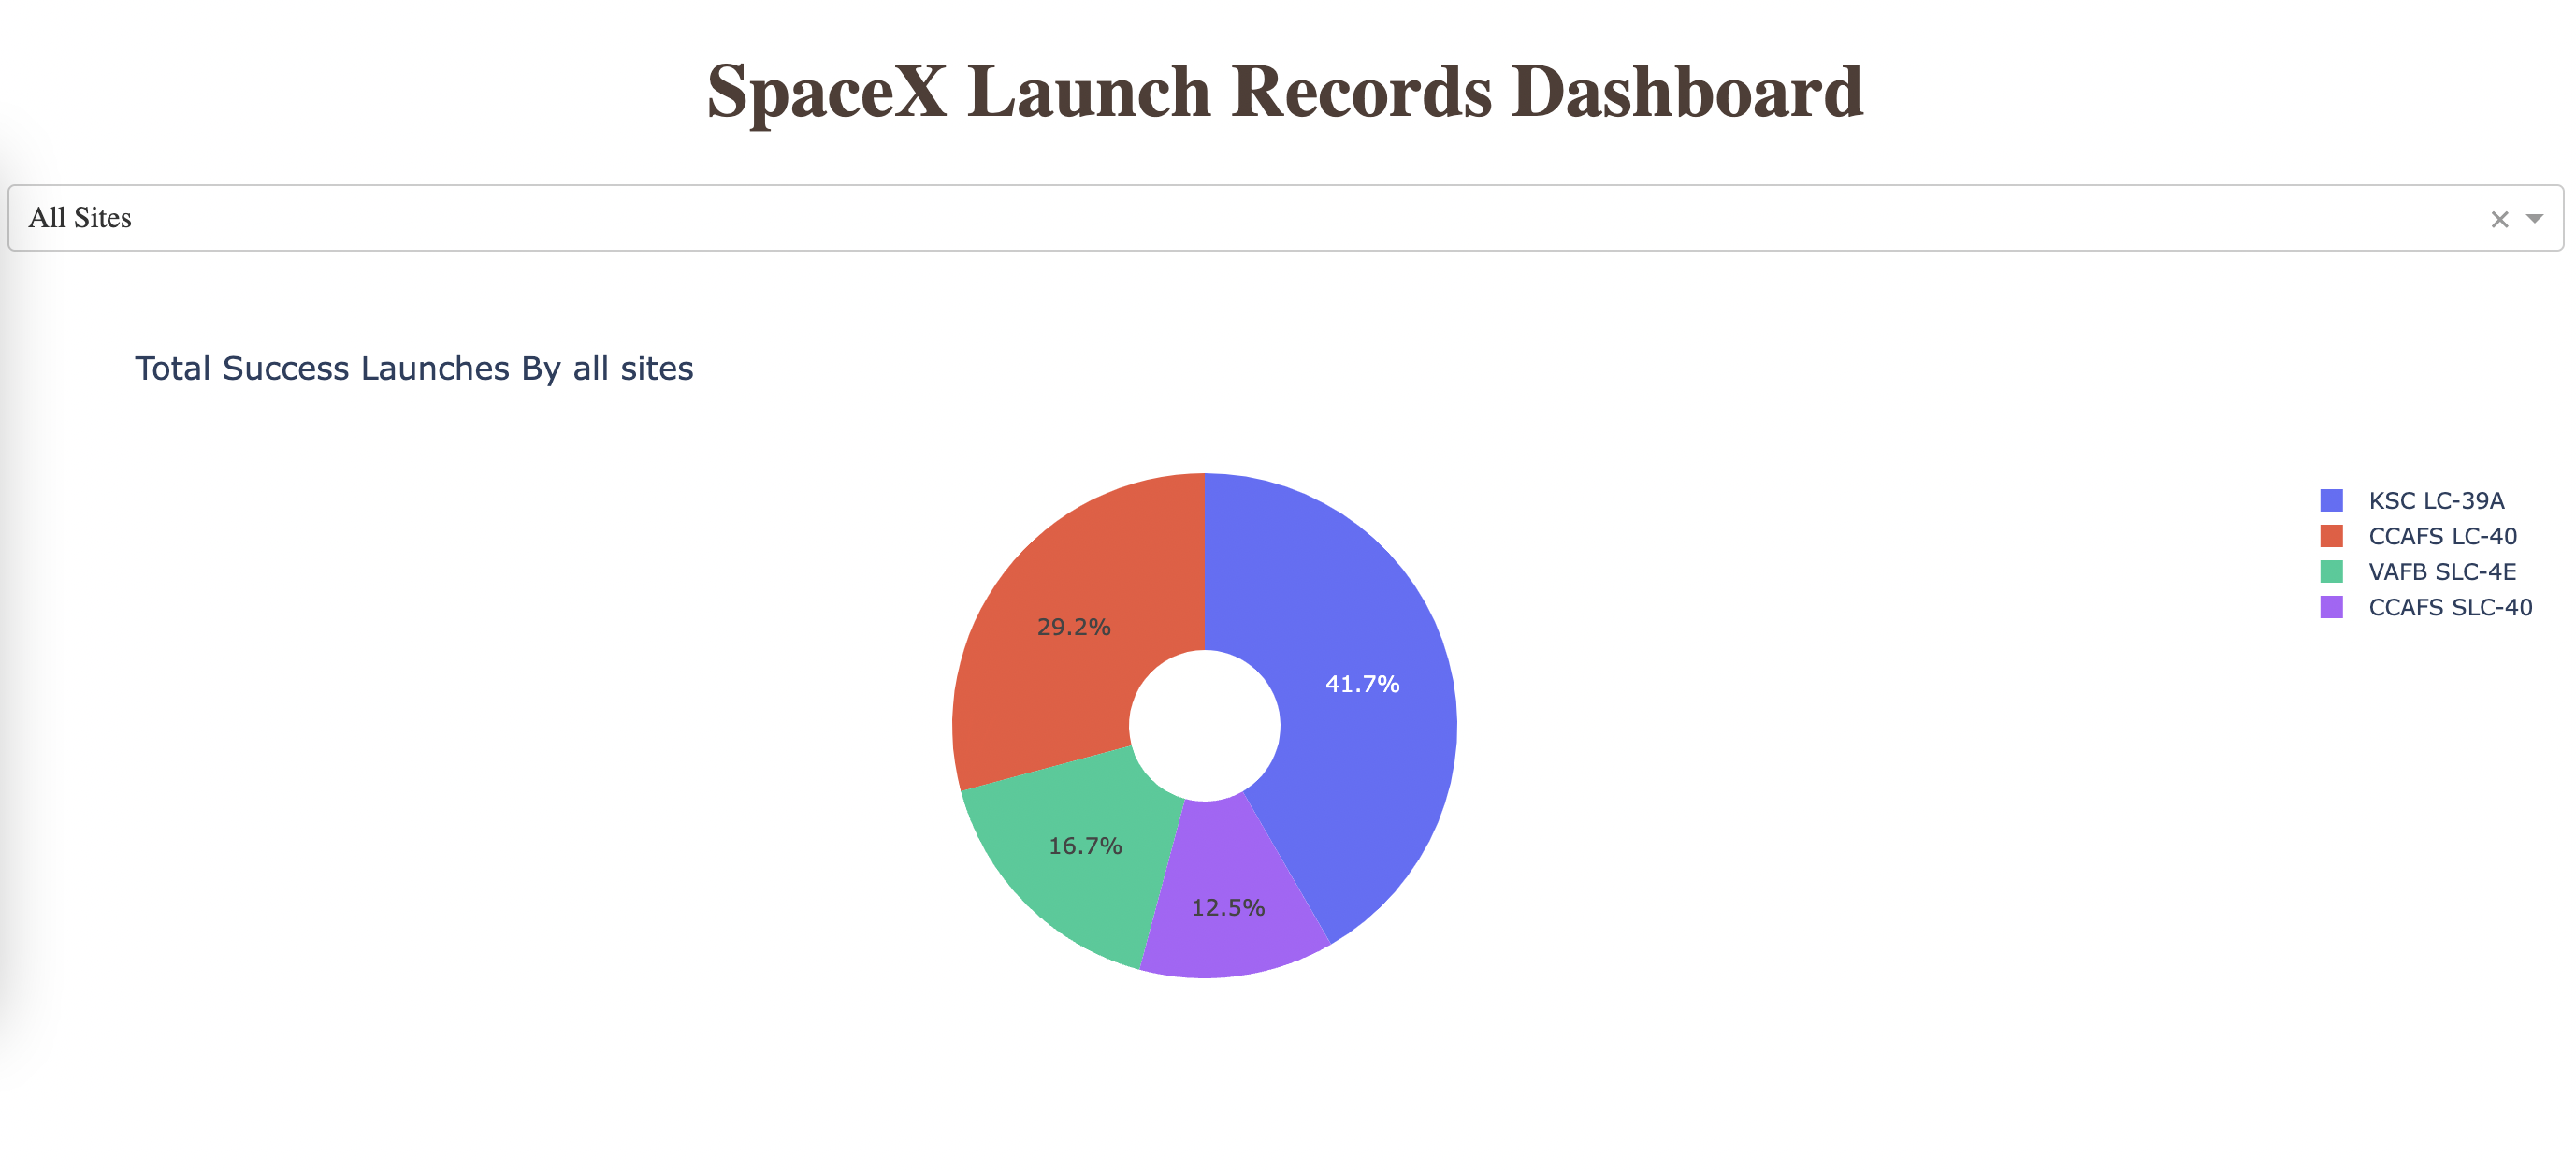 SpaceX Launch Records Dashboard
All Sites
Total Success Launches By all sites
KSC LC-39A
CCAFS LC-40
VAFB SLC-4E
CCAFS SLC-40
29.2%
41.7%
16.7%
12.5%